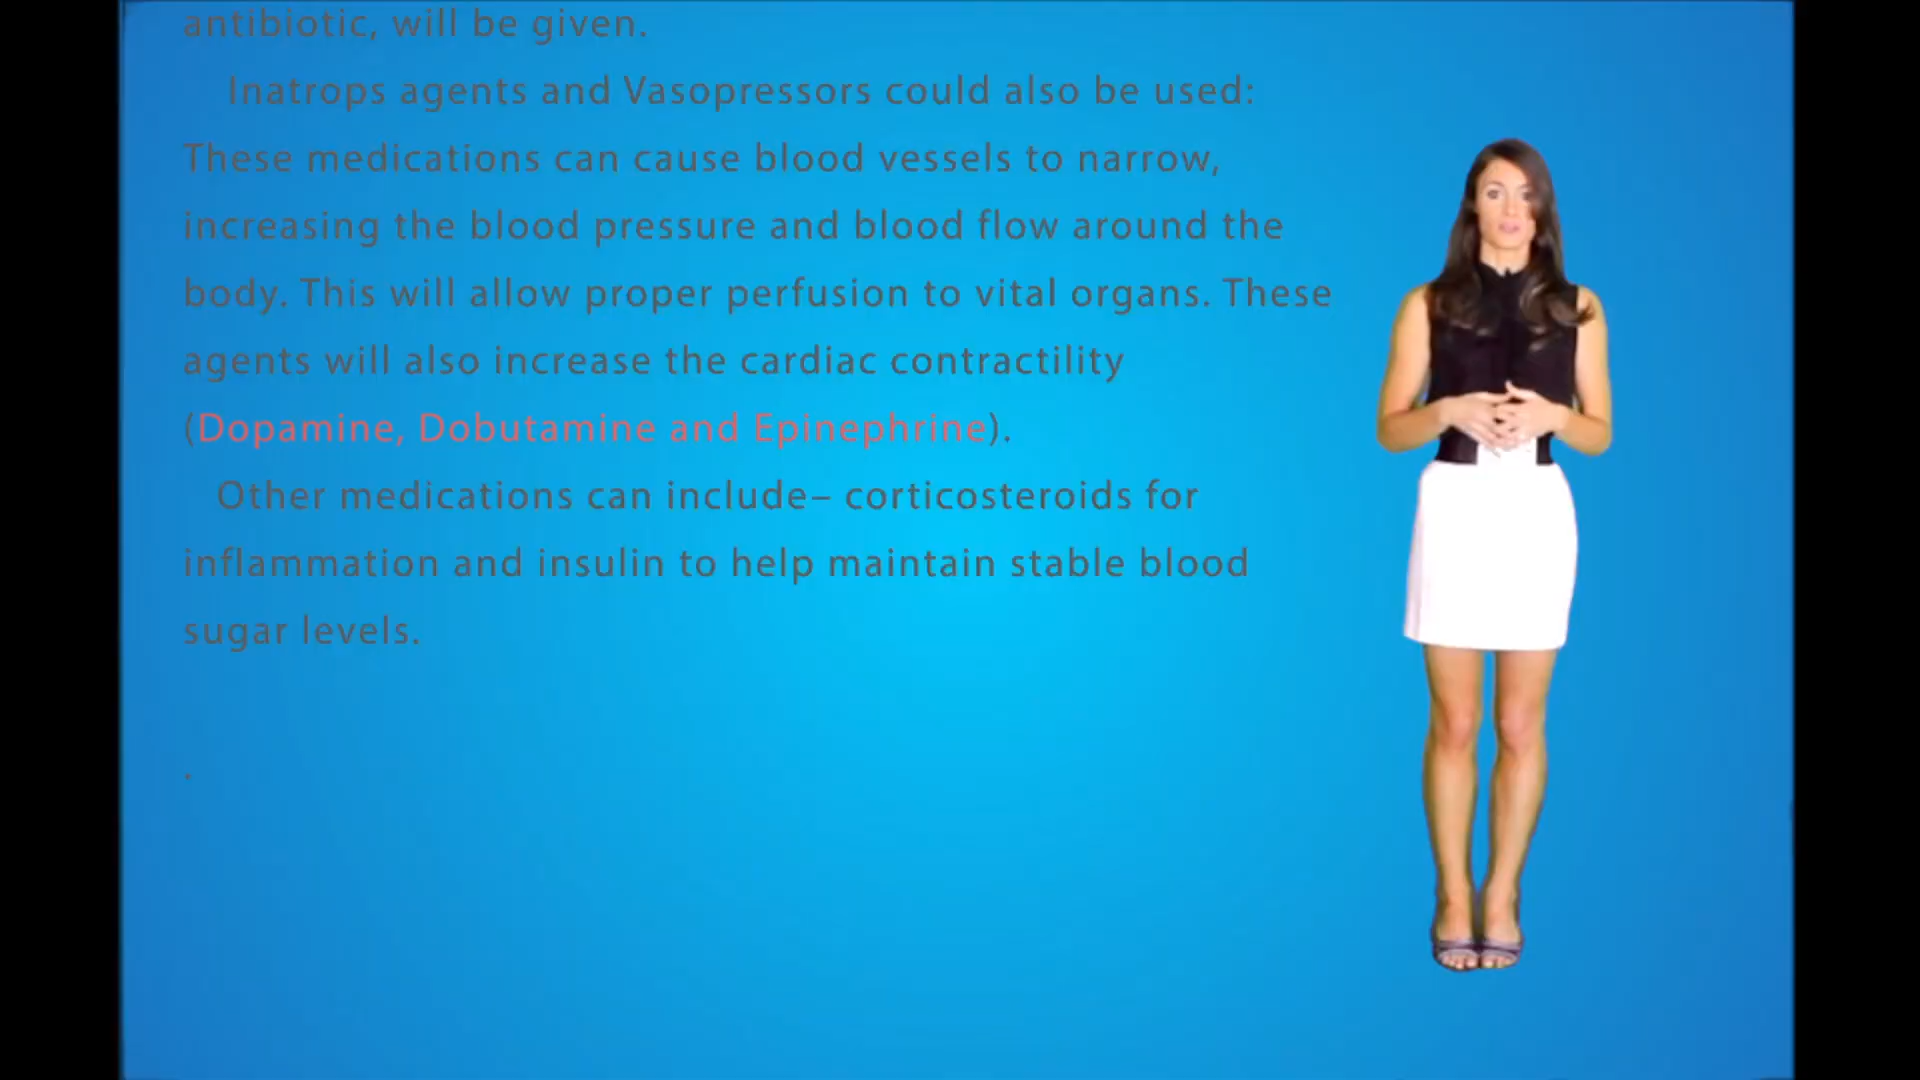 antibiotic, will be given.
Inatrops agents and Vasopressors could also be used:
These medications can cause blood vessels to narrow,
increasing the blood pressure and blood flow around the
body. This will allow proper perfusion to vital organs. These
agents will also increase the cardiac contractility
(Dopamine, Dobutamine and Epinephrine).
Other medications can include– corticosteroids for
inflammation and insulin to help maintain stable blood
sugar levels.
.